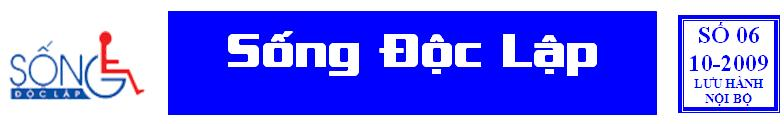 SỐNG
ĐỘC LẬP
Sống Độc Lập
SỐ 06
10-2009
LƯU HÀNH
NỘI BỘ